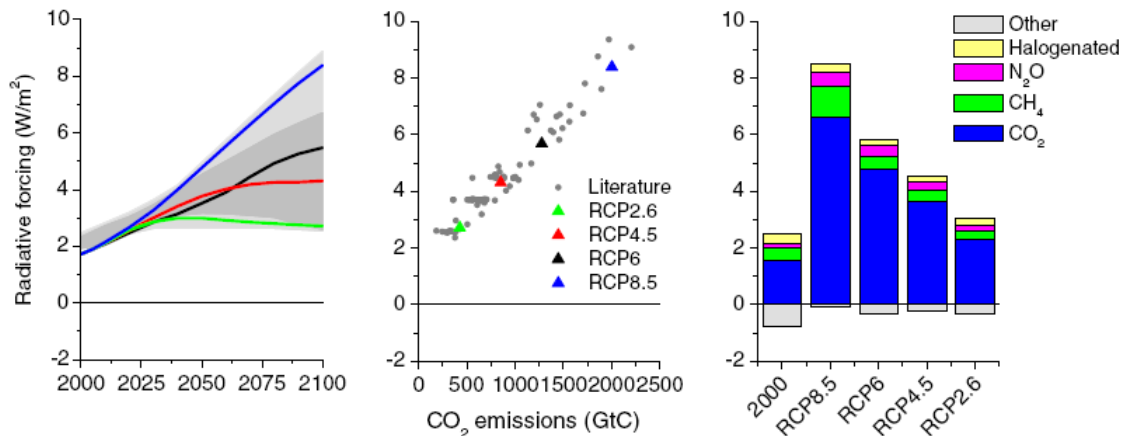 Radiative forcing (W/m²)
10
8
6
4
2
0
-2
2000 2025 2050 2075 2100
10
8
6
4
2
0
-2
Literature
RCP2.6
RCP4.5
RCP6
RCP8.5
0 500 1000 1500 2000 2500
CO₂ emissions (GtC)
10
8
6
4
2
0
-2
2000 RCP8.5 RCP6 RCP4.5 RCP2.6
Other
Halogenated
N₂O
CH₄
CO₂